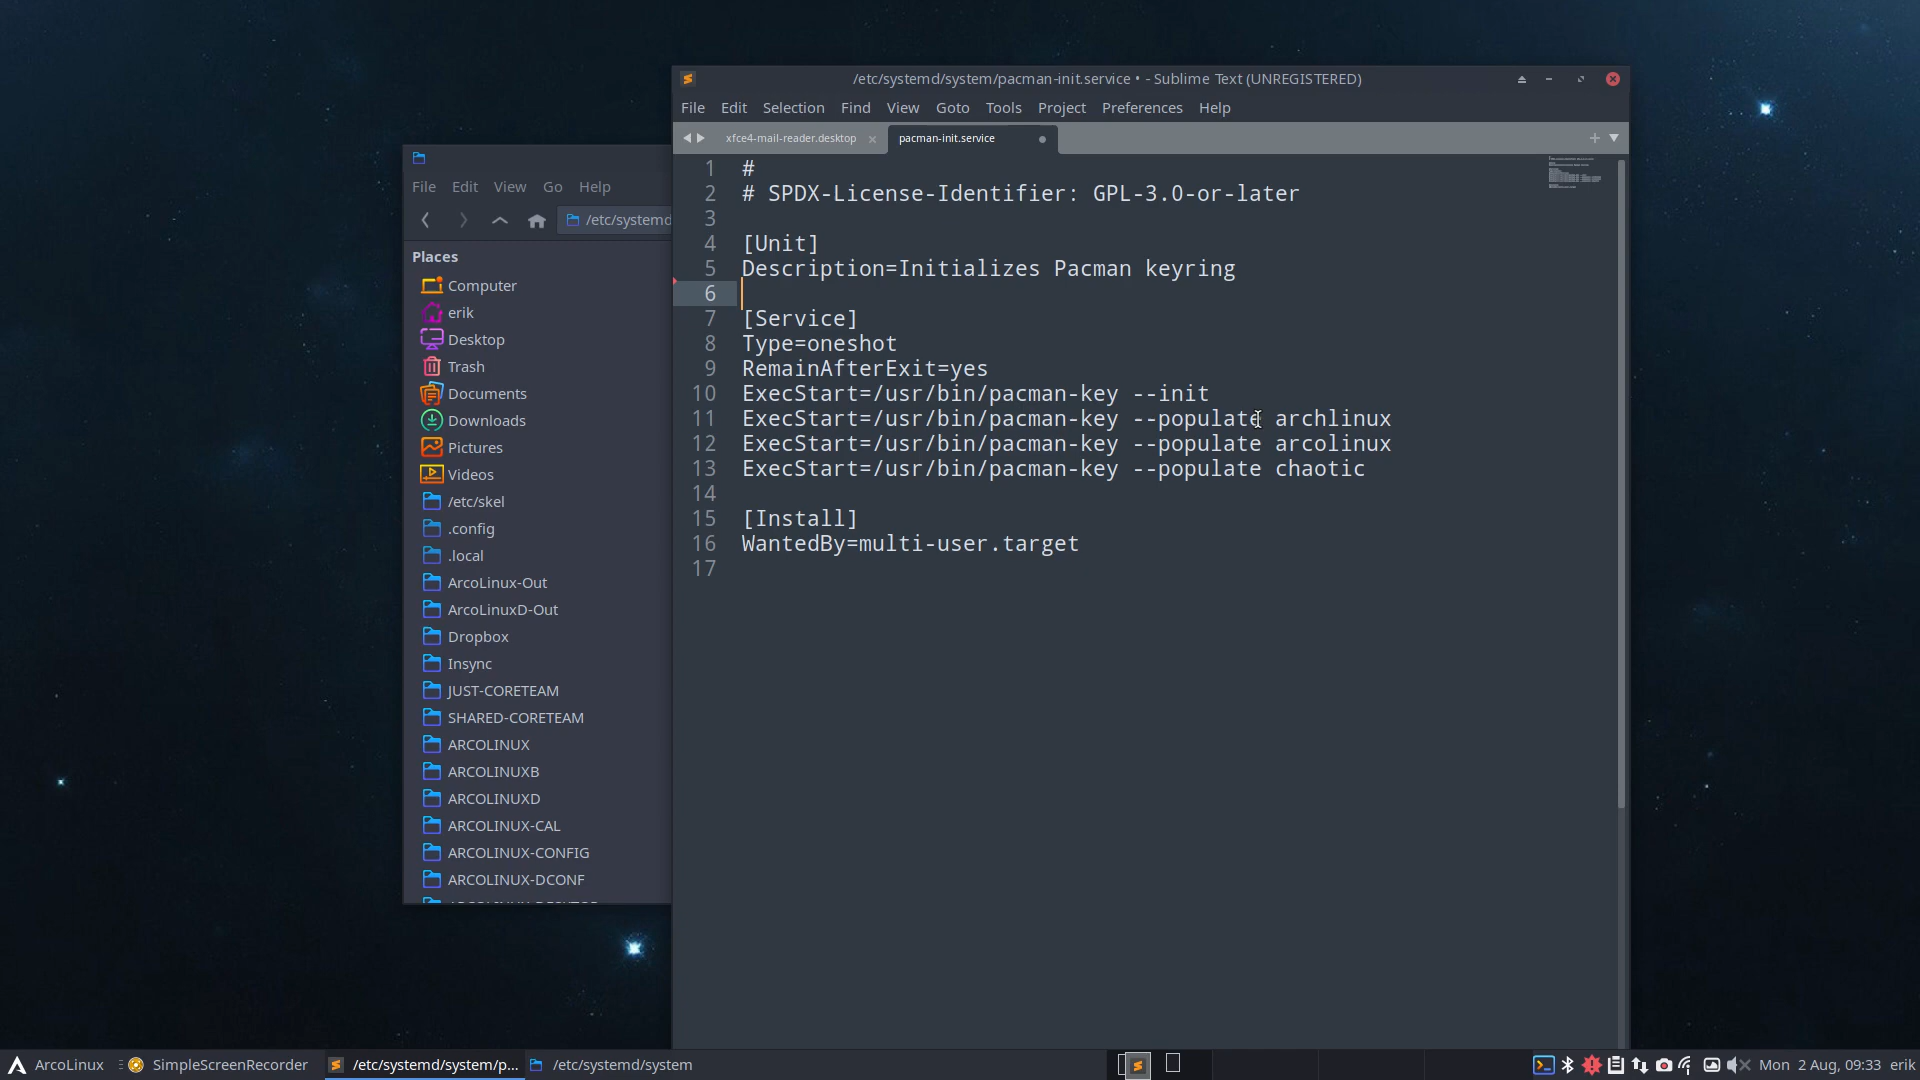 /etc/systemd/system/pacman-init.service • - Sublime Text (UNREGISTERED)
File Edit Selection Find View Goto Tools Project Preferences Help
xfce4-mail-reader.desktop pacman-init.service
1 #
2 # SPDX-License-Identifier: GPL-3.0-or-later
3
4 [Unit]
5 Description=Initializes Pacman keyring
6
7 [Service]
8 Type=oneshot
9 RemainAfterExit=yes
10 ExecStart=/usr/bin/pacman-key --init
11 ExecStart=/usr/bin/pacman-key --populate archlinux
12 ExecStart=/usr/bin/pacman-key --populate arcolinux
13 ExecStart=/usr/bin/pacman-key --populate chaotic
14
15 [Install]
16 WantedBy=multi-user.target
17
File Edit View Go Help
/etc/systemd
Places
Computer
erik
Desktop
Trash
Documents
Downloads
Pictures
Videos
/etc/skel
.config
.local
ArcoLinux-Out
ArcoLinuxD-Out
Dropbox
Insync
JUST-CORETEAM
SHARED-CORETEAM
ARCOLINUX
ARCOLINUXB
ARCOLINUXD
ARCOLINUX-CAL
ARCOLINUX-CONFIG
ARCOLINUX-DCONF
ArcoLinux SimpleScreenRecorder /etc/systemd/system/p... /etc/systemd/system Mon 2 Aug, 09:33 erik